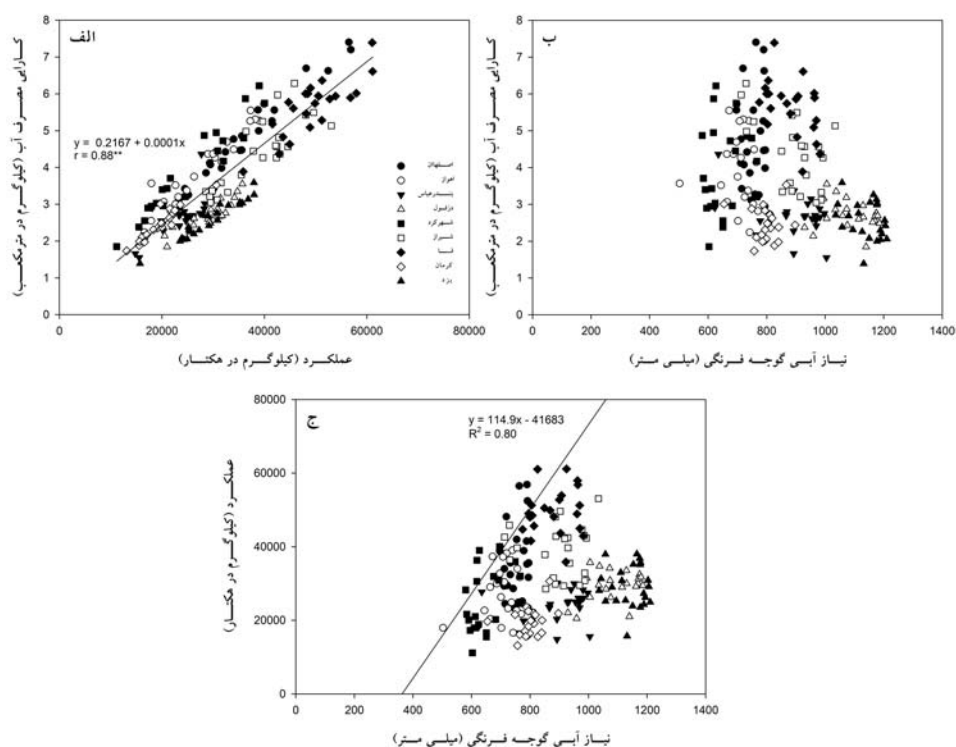 الف
کارایی مصرف آب (کیلوگرم در مترمکعب)
8
7
6
5
4
3
2
1
0
y = 0.2167 + 0.0001x
r = 0.88**
اصفهان
اهواز
بندرعباس
دزفول
شهرکرد
شیراز
فسا
کرمان
یزد
0 20000 40000 60000 80000
عملکرد (کیلوگرم در هکتار)
ب
کارایی مصرف آب (کیلوگرم در مترمکعب)
8
7
6
5
4
3
2
1
0
0 200 400 600 800 1000 1200 1400
نیاز آبی گوجه فرنگی (میلی متر)
ج
عملکرد (کیلوگرم در هکتار)
80000
60000
40000
20000
0
y = 114.9x - 41683
R² = 0.80
0 200 400 600 800 1000 1200 1400
نیاز آبی گوجه فرنگی (میلی متر)